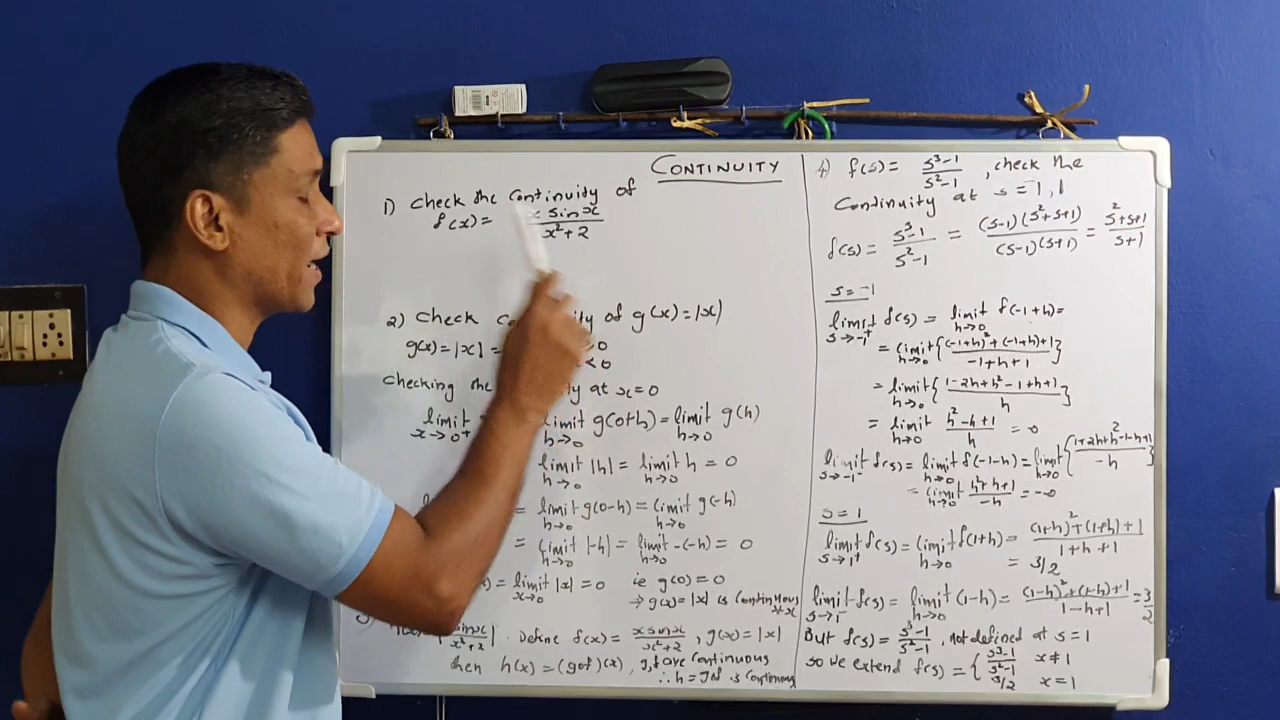 CONTINUITY
1) Check the Continuity of
f(x) = x sin x / x²+2
2) Check of g(x) = |x|
g(x) = |x| =
< 0
checking the at x=0
limit x→0⁺ limit h→0 g(0+h) = limit h→0 g(h)
limit h→0 |h| = limit h→0 h = 0
= limit h→0 g(0-h) = limit h→0 g(-h)
= limit h→0 |-h| = limit h→0 -(-h) = 0
= limit x→0 |x| = 0 ie g(0) = 0
⇒ g(x) = |x| is continuous
∀x
sin x / x²+2 | . Define f(x) = x sin x / x²+2 , g(x) = |x|
then h(x) = (gof)(x), g, f are continuous
∴ h = gof is continuous
4) f(s) = s³-1 / s²-1 , check the
Continuity at s = -1, 1
f(s) = s³-1 / s²-1 = (s-1)(s²+s+1) / (s-1)(s+1) = s²+s+1 / s+1
s = -1
limit s→-1⁺ f(s) = limit h→0 f(-1+h) =
= limit h→0 { (-1+h)² + (-1+h)+1 / -1+h+1 }
= limit h→0 { 1-2h+h²-1+h+1 / h }
= limit h→0 h²-h+1 / h = ∞
limit s→-1⁻ f(s) = limit h→0 f(-1-h) = limit h→0 { 1+2h+h²-1-h+1 / -h }
= limit h→0 h²+h+1 / -h = -∞
s = 1
limit s→1⁺ f(s) = limit h→0 f(1+h) = (1+h)²+(1+h)+1 / 1+h+1
= 3/2
limit s→1⁻ f(s) = limit h→0 (1-h) = (1-h)²+(1-h)+1 / 1-h+1 = 3/2
But f(s) = s³-1 / s²-1 , not defined at s = 1
so we extend f(s) = { s³-1 / s²-1 x≠1
3/2 x=1